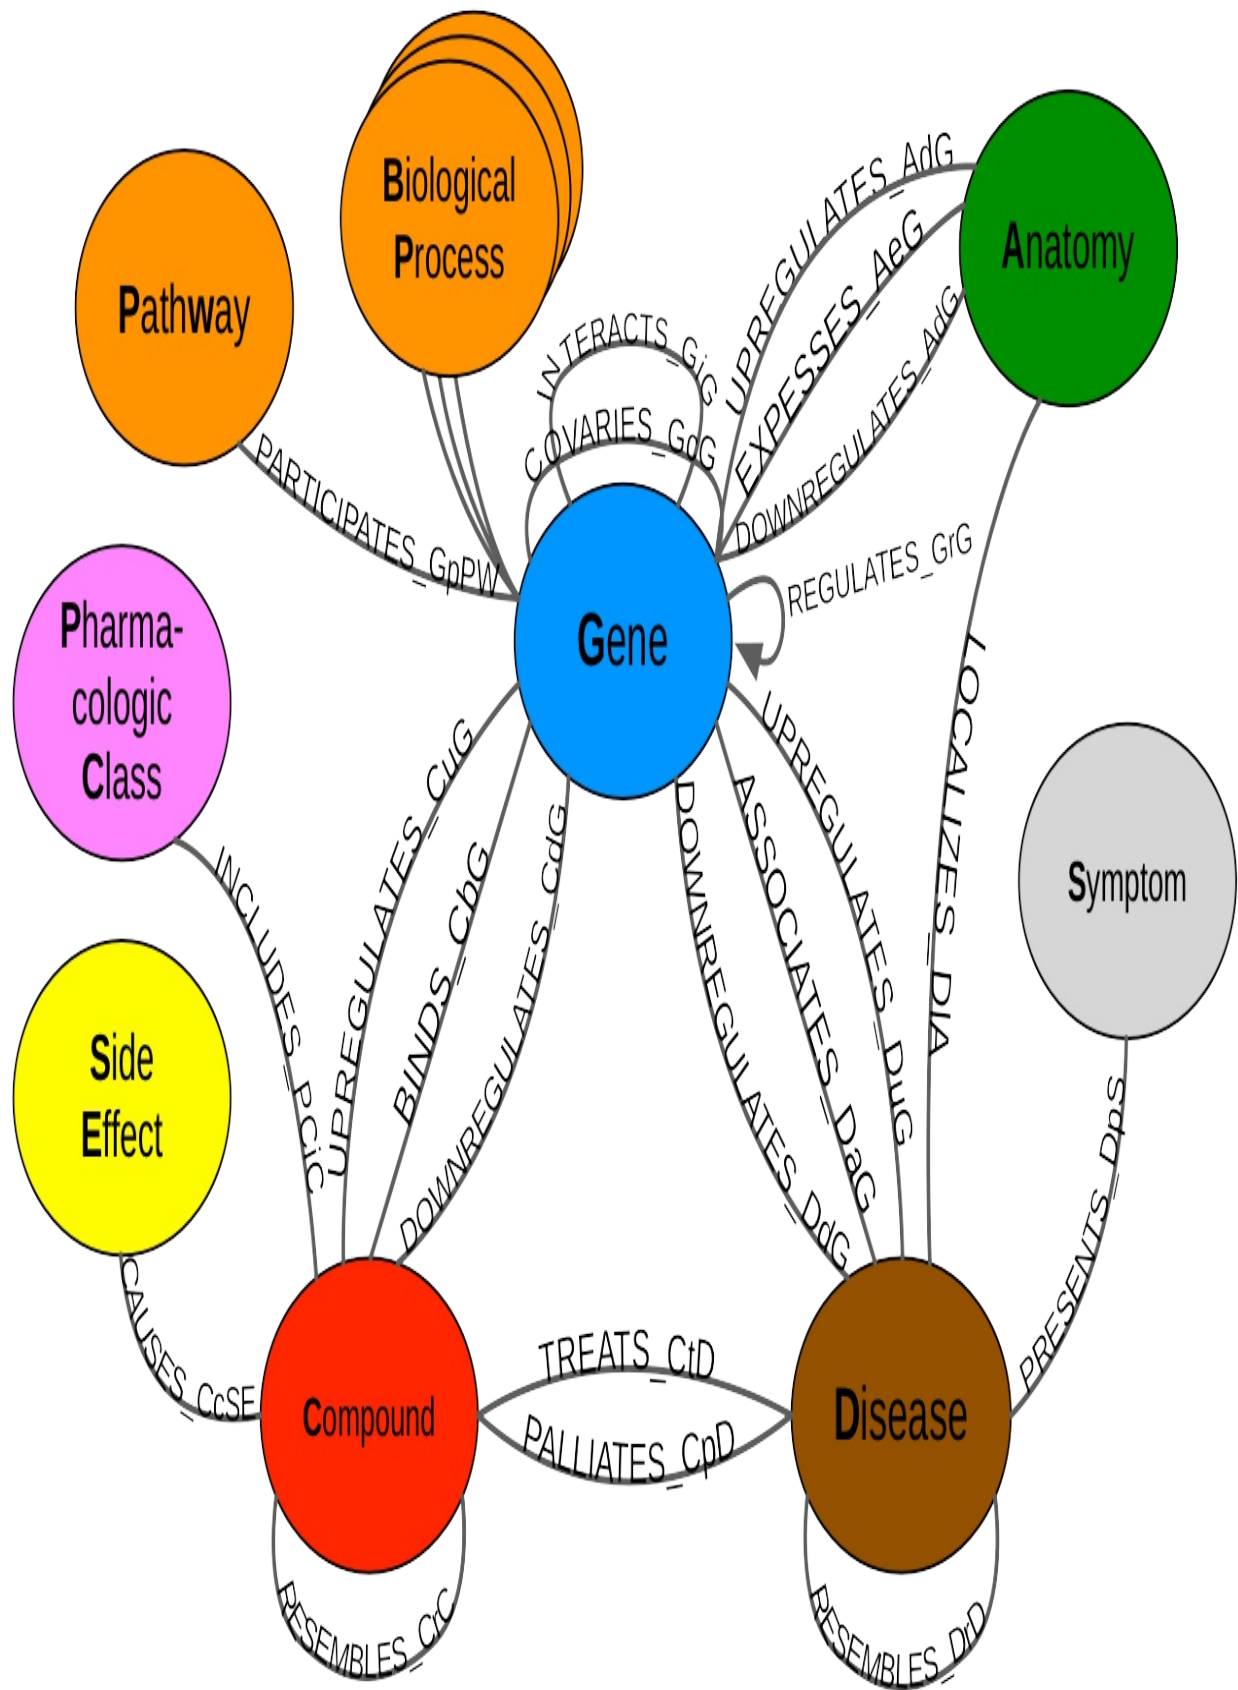 Biological
Process
Pathway
Anatomy
UPREGULATES_AdG
EXPESSES_AeG
DOWNREGULATES_AdG
INTERACTS_GiG
COVARIES_GcG
PARTICIPATES_GpPW
REGULATES_GrG
Gene
Pharma-
cologic
Class
LOCALIZES_DlA
Symptom
UPREGULATES_CuG
BINDS_CbG
DOWNREGULATES_CdG
DOWNREGULATES_DdG
ASSOCIATES_DaG
UPREGULATES_DuG
INCLUDES_PCiC
Side
Effect
PRESENTS_DpS
CAUSES_CcSE
TREATS_CtD
Compound
Disease
PALLIATES_CpD
RESEMBLES_CrC
RESEMBLES_DrD